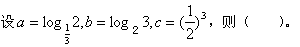 设a = log_{1/3} 2, b = log_2 3, c = (1/2)^3，则（　　）。